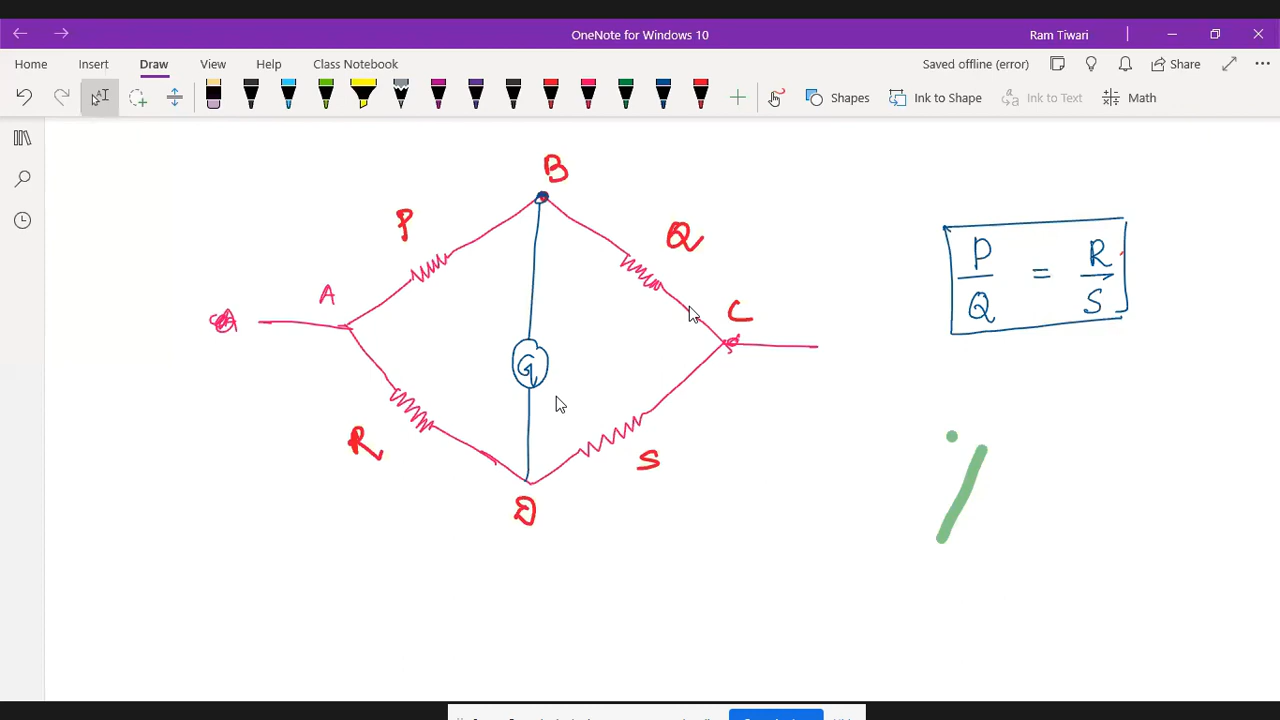 OneNote for Windows 10
Ram Tiwari
Home Insert Draw View Help Class Notebook
Saved offline (error) Share
Shapes Ink to Shape Ink to Text Math
B
P
Q
A
C
G
R
S
D
P/Q = R/S